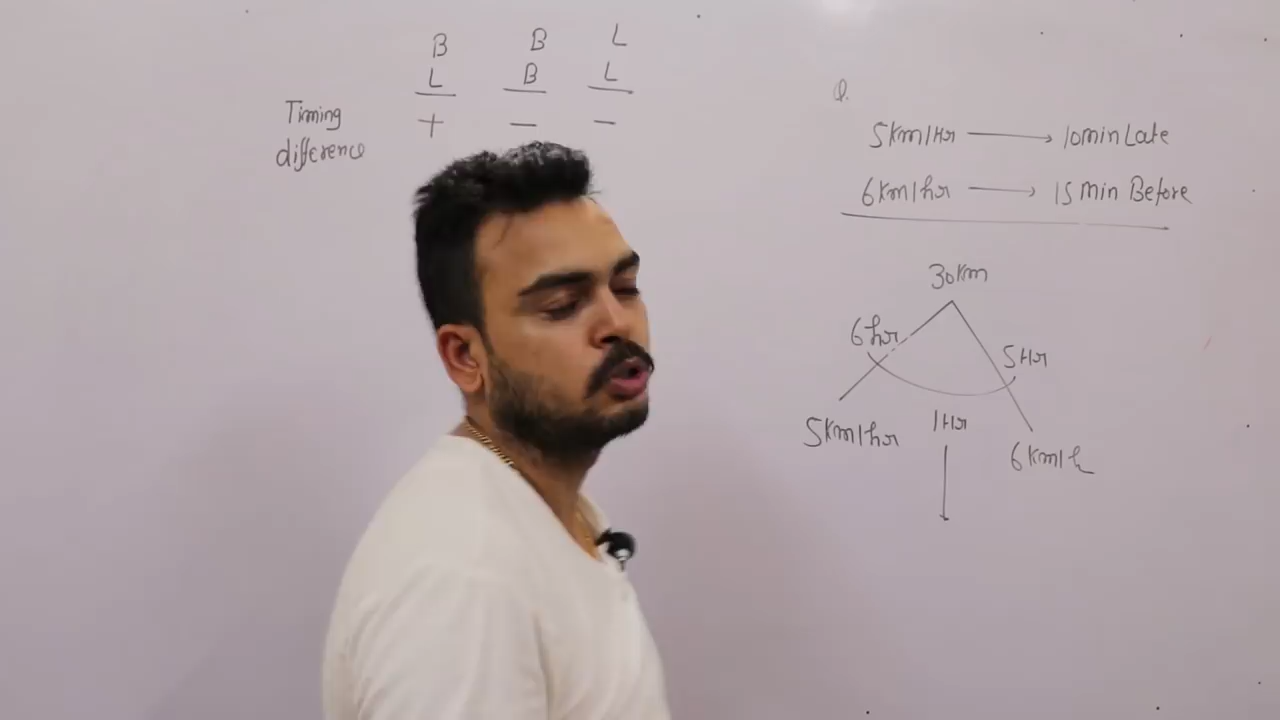 B B L
L B L
Timing + − −
difference
Q.
5km/Hr → 10min Late
6km/hr → 15 min Before
30km
6hr
5Hr
1Hr
5km/hr
6km/h